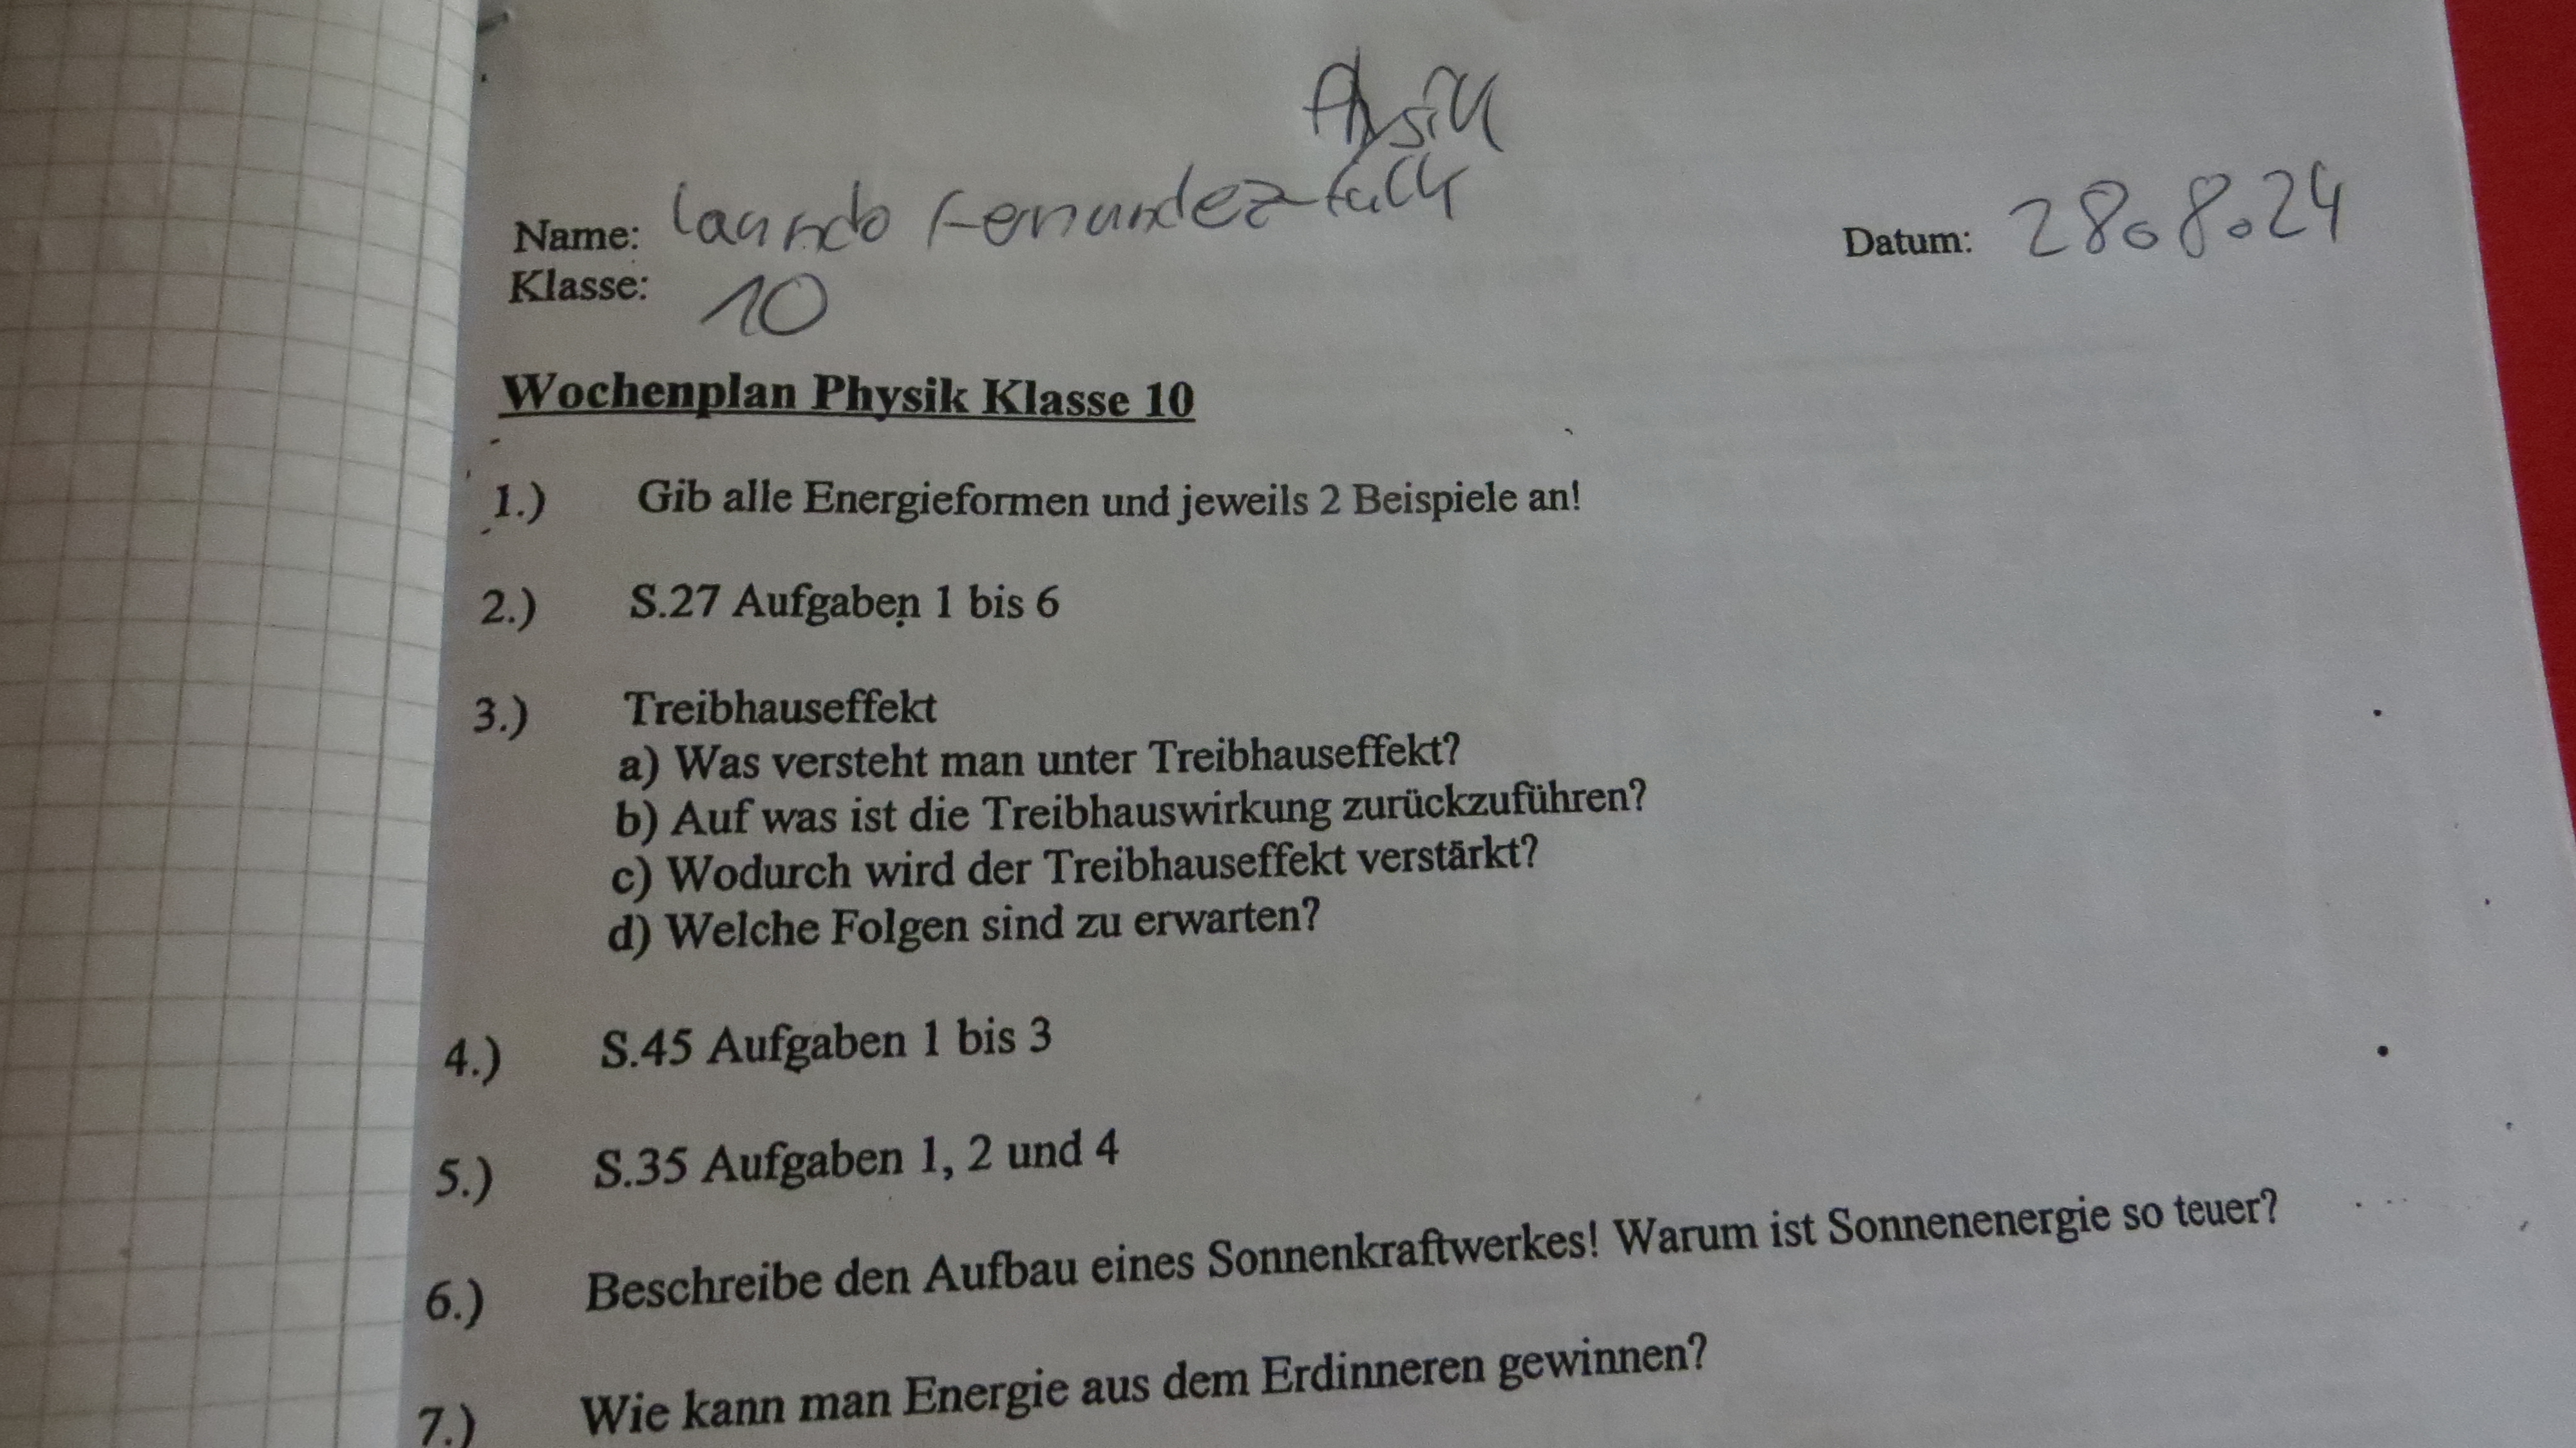 Physik
Name: Fernandez
Datum: 28.8.24
Klasse: 10
Wochenplan Physik Klasse 10
1.) Gib alle Energieformen und jeweils 2 Beispiele an!
2.) S.27 Aufgaben 1 bis 6
3.) Treibhauseffekt
a) Was versteht man unter Treibhauseffekt?
b) Auf was ist die Treibhauswirkung zurückzuführen?
c) Wodurch wird der Treibhauseffekt verstärkt?
d) Welche Folgen sind zu erwarten?
4.) S.45 Aufgaben 1 bis 3
5.) S.35 Aufgaben 1, 2 und 4
6.) Beschreibe den Aufbau eines Sonnenkraftwerkes! Warum ist Sonnenenergie so teuer?
7.) Wie kann man Energie aus dem Erdinneren gewinnen?